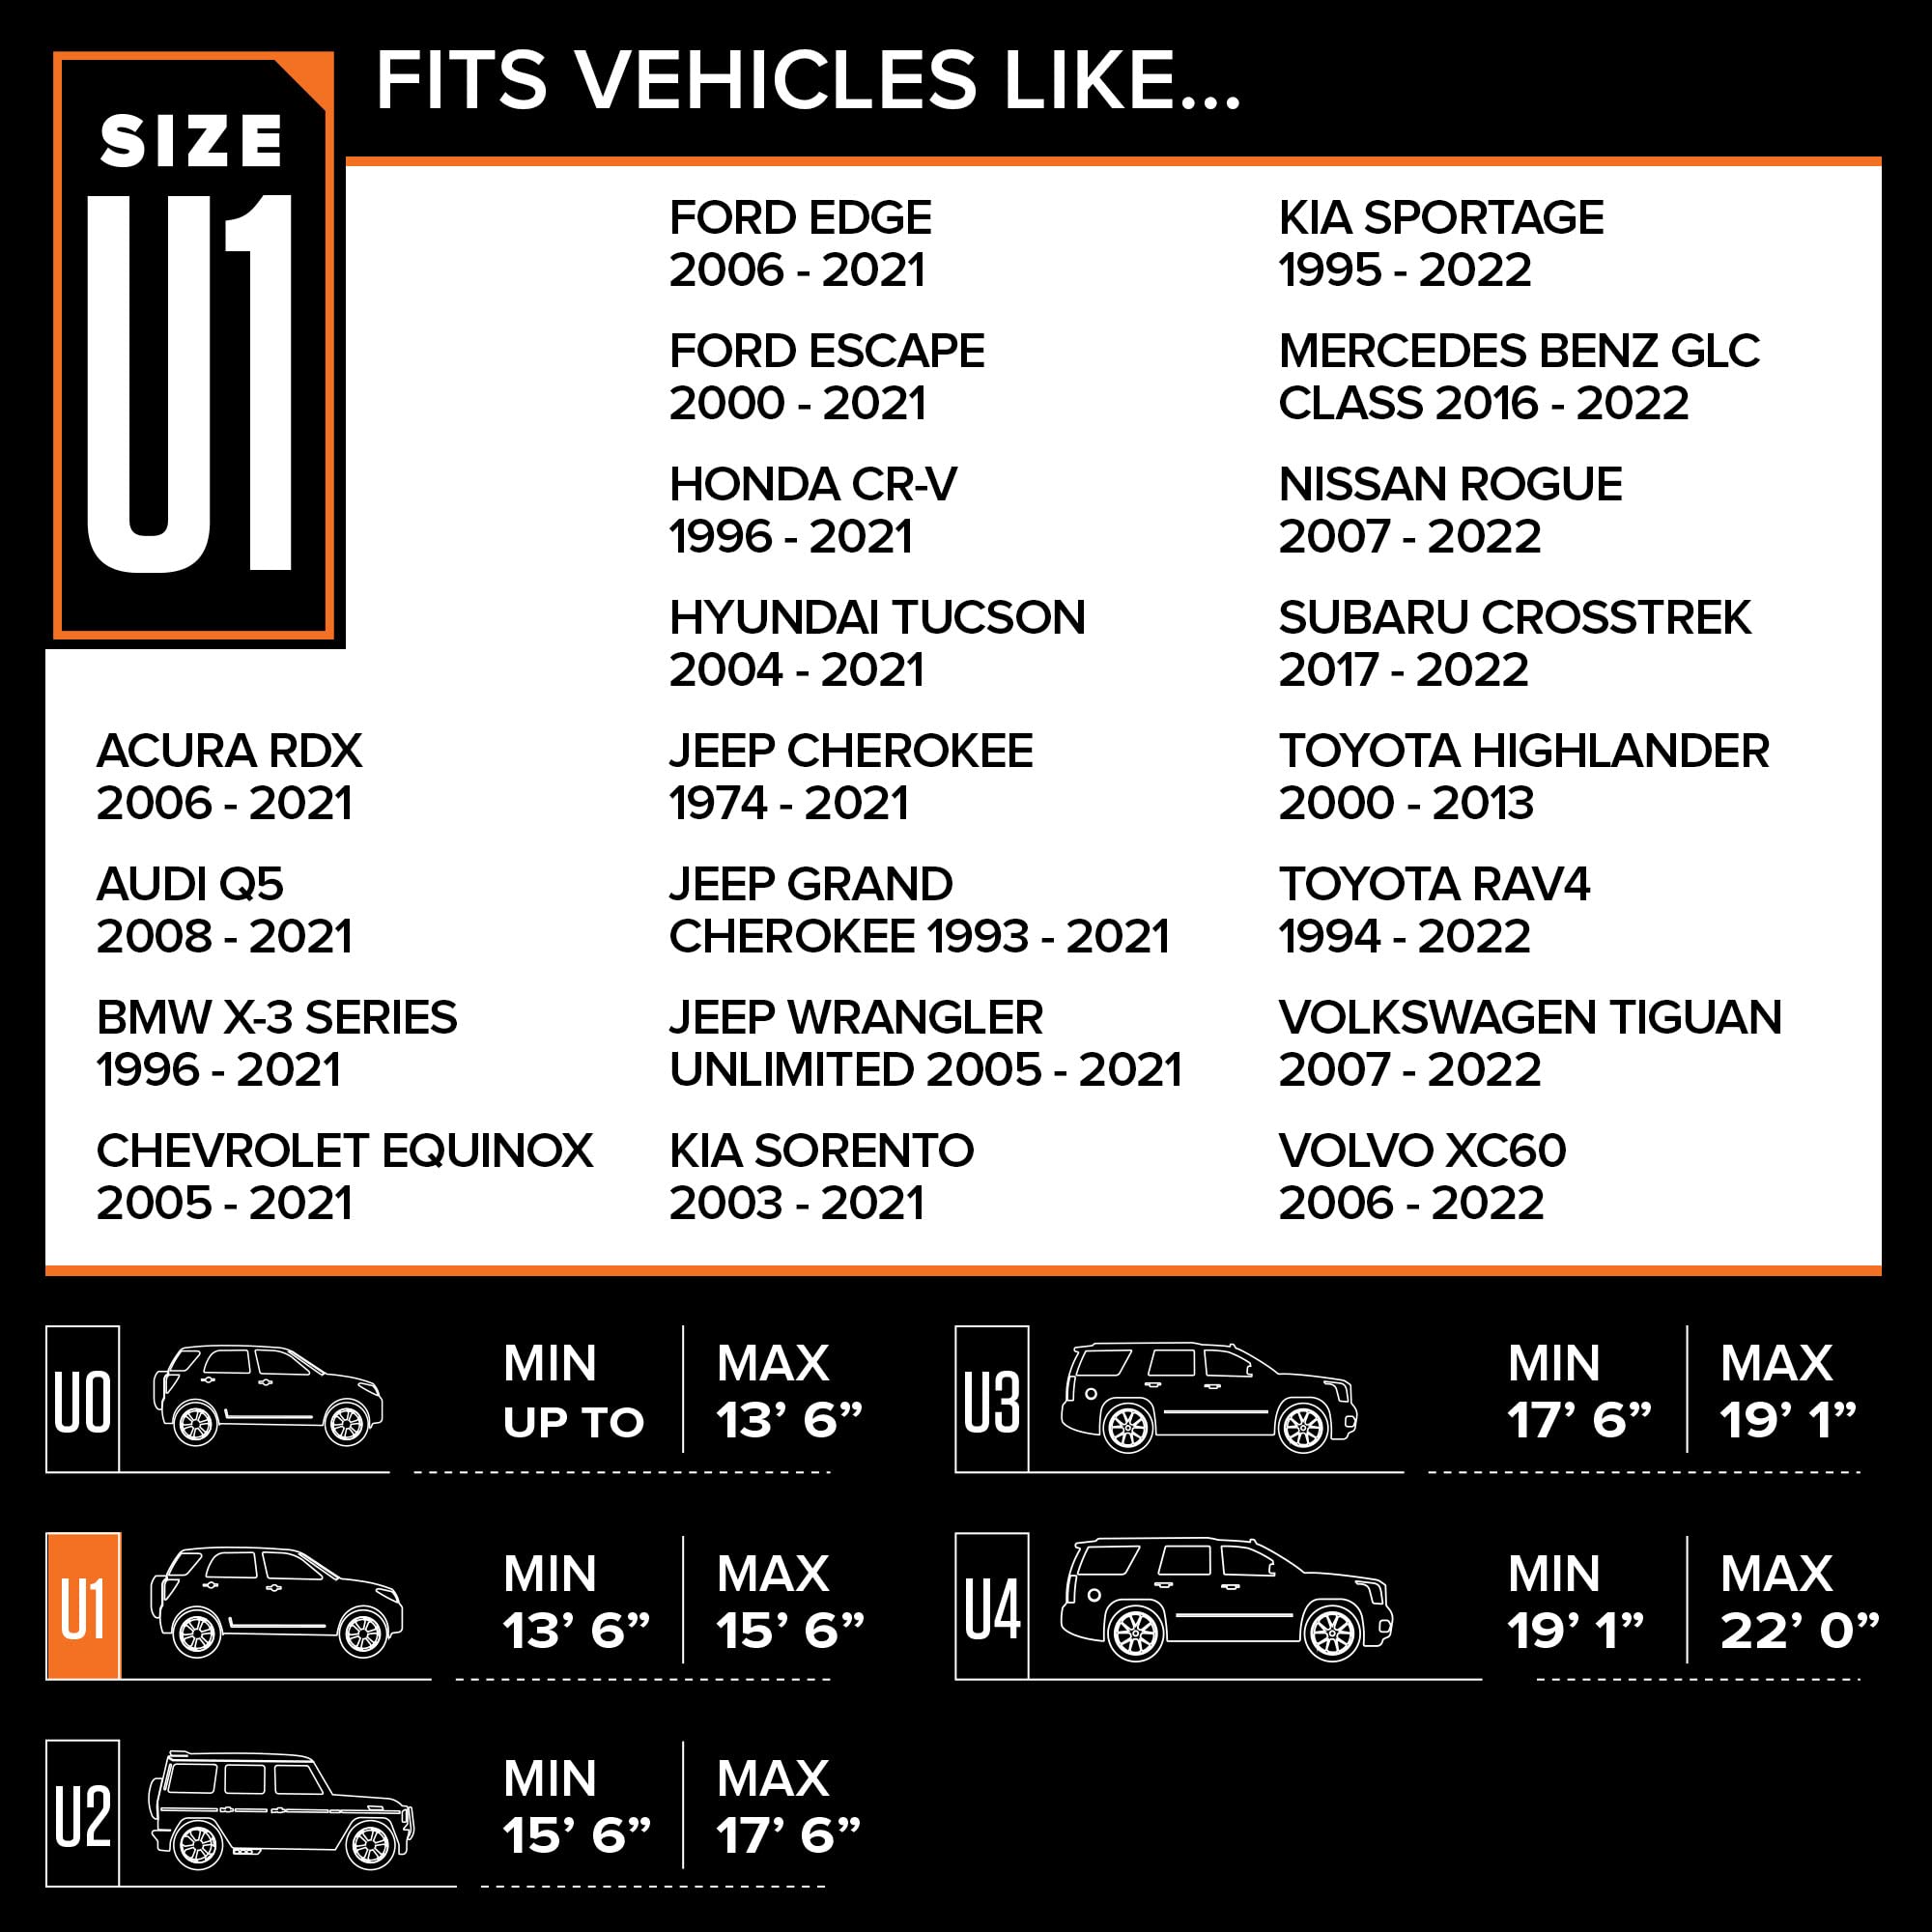 SIZE
U1
FITS VEHICLES LIKE...
ACURA RDX
2006 - 2021
AUDI Q5
2008 - 2021
BMW X-3 SERIES
1996 - 2021
CHEVROLET EQUINOX
2005 - 2021
FORD EDGE
2006 - 2021
FORD ESCAPE
2000 - 2021
HONDA CR-V
1996 - 2021
HYUNDAI TUCSON
2004 - 2021
JEEP CHEROKEE
1974 - 2021
JEEP GRAND
CHEROKEE 1993 - 2021
JEEP WRANGLER
UNLIMITED 2005 - 2021
KIA SORENTO
2003 - 2021
KIA SPORTAGE
1995 - 2022
MERCEDES BENZ GLC
CLASS 2016 - 2022
NISSAN ROGUE
2007 - 2022
SUBARU CROSSTREK
2017 - 2022
TOYOTA HIGHLANDER
2000 - 2013
TOYOTA RAV4
1994 - 2022
VOLKSWAGEN TIGUAN
2007 - 2022
VOLVO XC60
2006 - 2022
U0
MIN
UP TO
MAX
13’ 6”
U1
MIN
13’ 6”
MAX
15’ 6”
U2
MIN
15’ 6”
MAX
17’ 6”
U3
MIN
17’ 6”
MAX
19’ 1”
U4
MIN
19’ 1”
MAX
22’ 0”